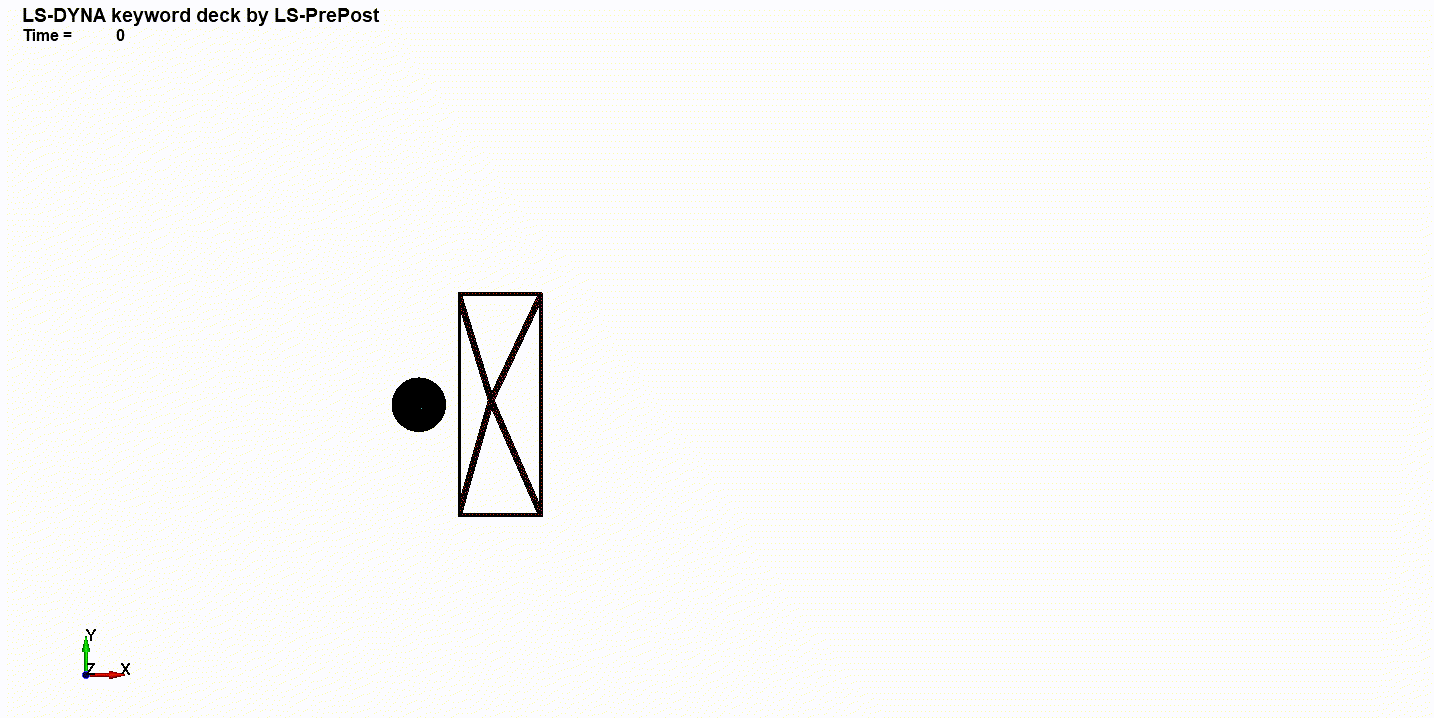 LS-DYNA keyword deck by LS-PrePost
Time = 0
Y
Z X